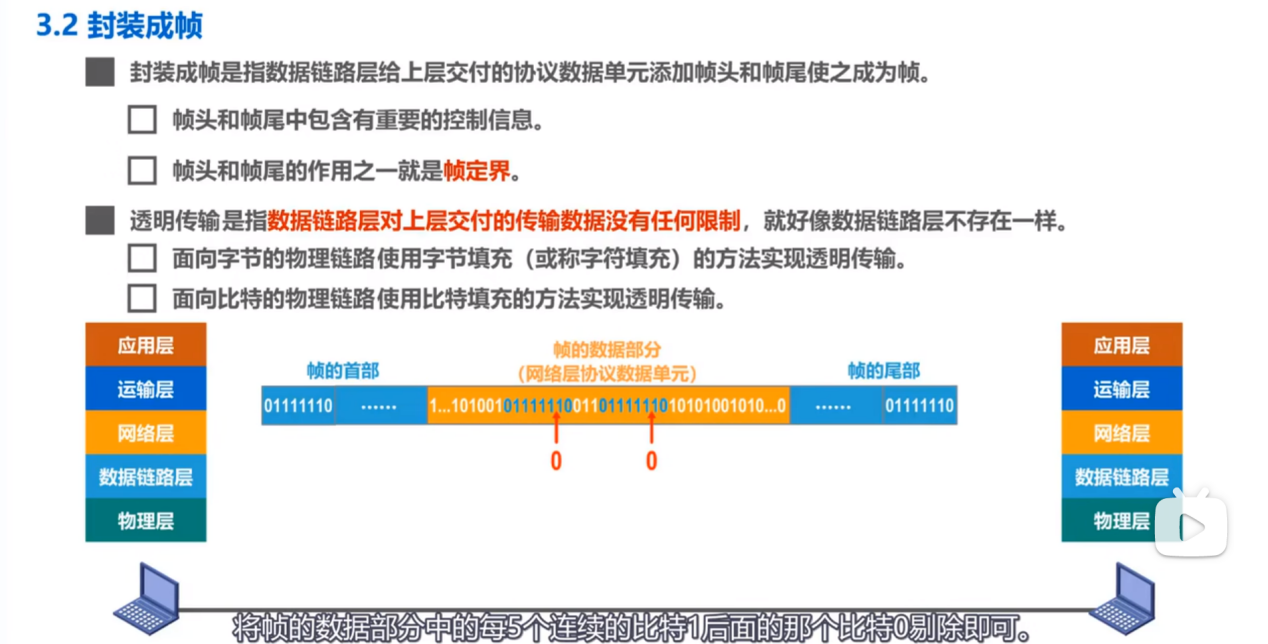 3.2 封装成帧
封装成帧是指数据链路层给上层交付的协议数据单元添加帧头和帧尾使之成为帧。
帧头和帧尾中包含有重要的控制信息。
帧头和帧尾的作用之一就是帧定界。
透明传输是指数据链路层对上层交付的传输数据没有任何限制，就好像数据链路层不存在一样。
面向字节的物理链路使用字节填充（或称字符填充）的方法实现透明传输。
面向比特的物理链路使用比特填充的方法实现透明传输。
应用层
运输层
网络层
数据链路层
物理层
帧的首部
帧的数据部分
（网络层协议数据单元）
帧的尾部
01111110 …… 1...101001011111100110111111010101001010...0 …… 01111110
0 0
应用层
运输层
网络层
数据链路层
物理层
将帧的数据部分中的每5个连续的比特1后面的那个比特0剔除即可。